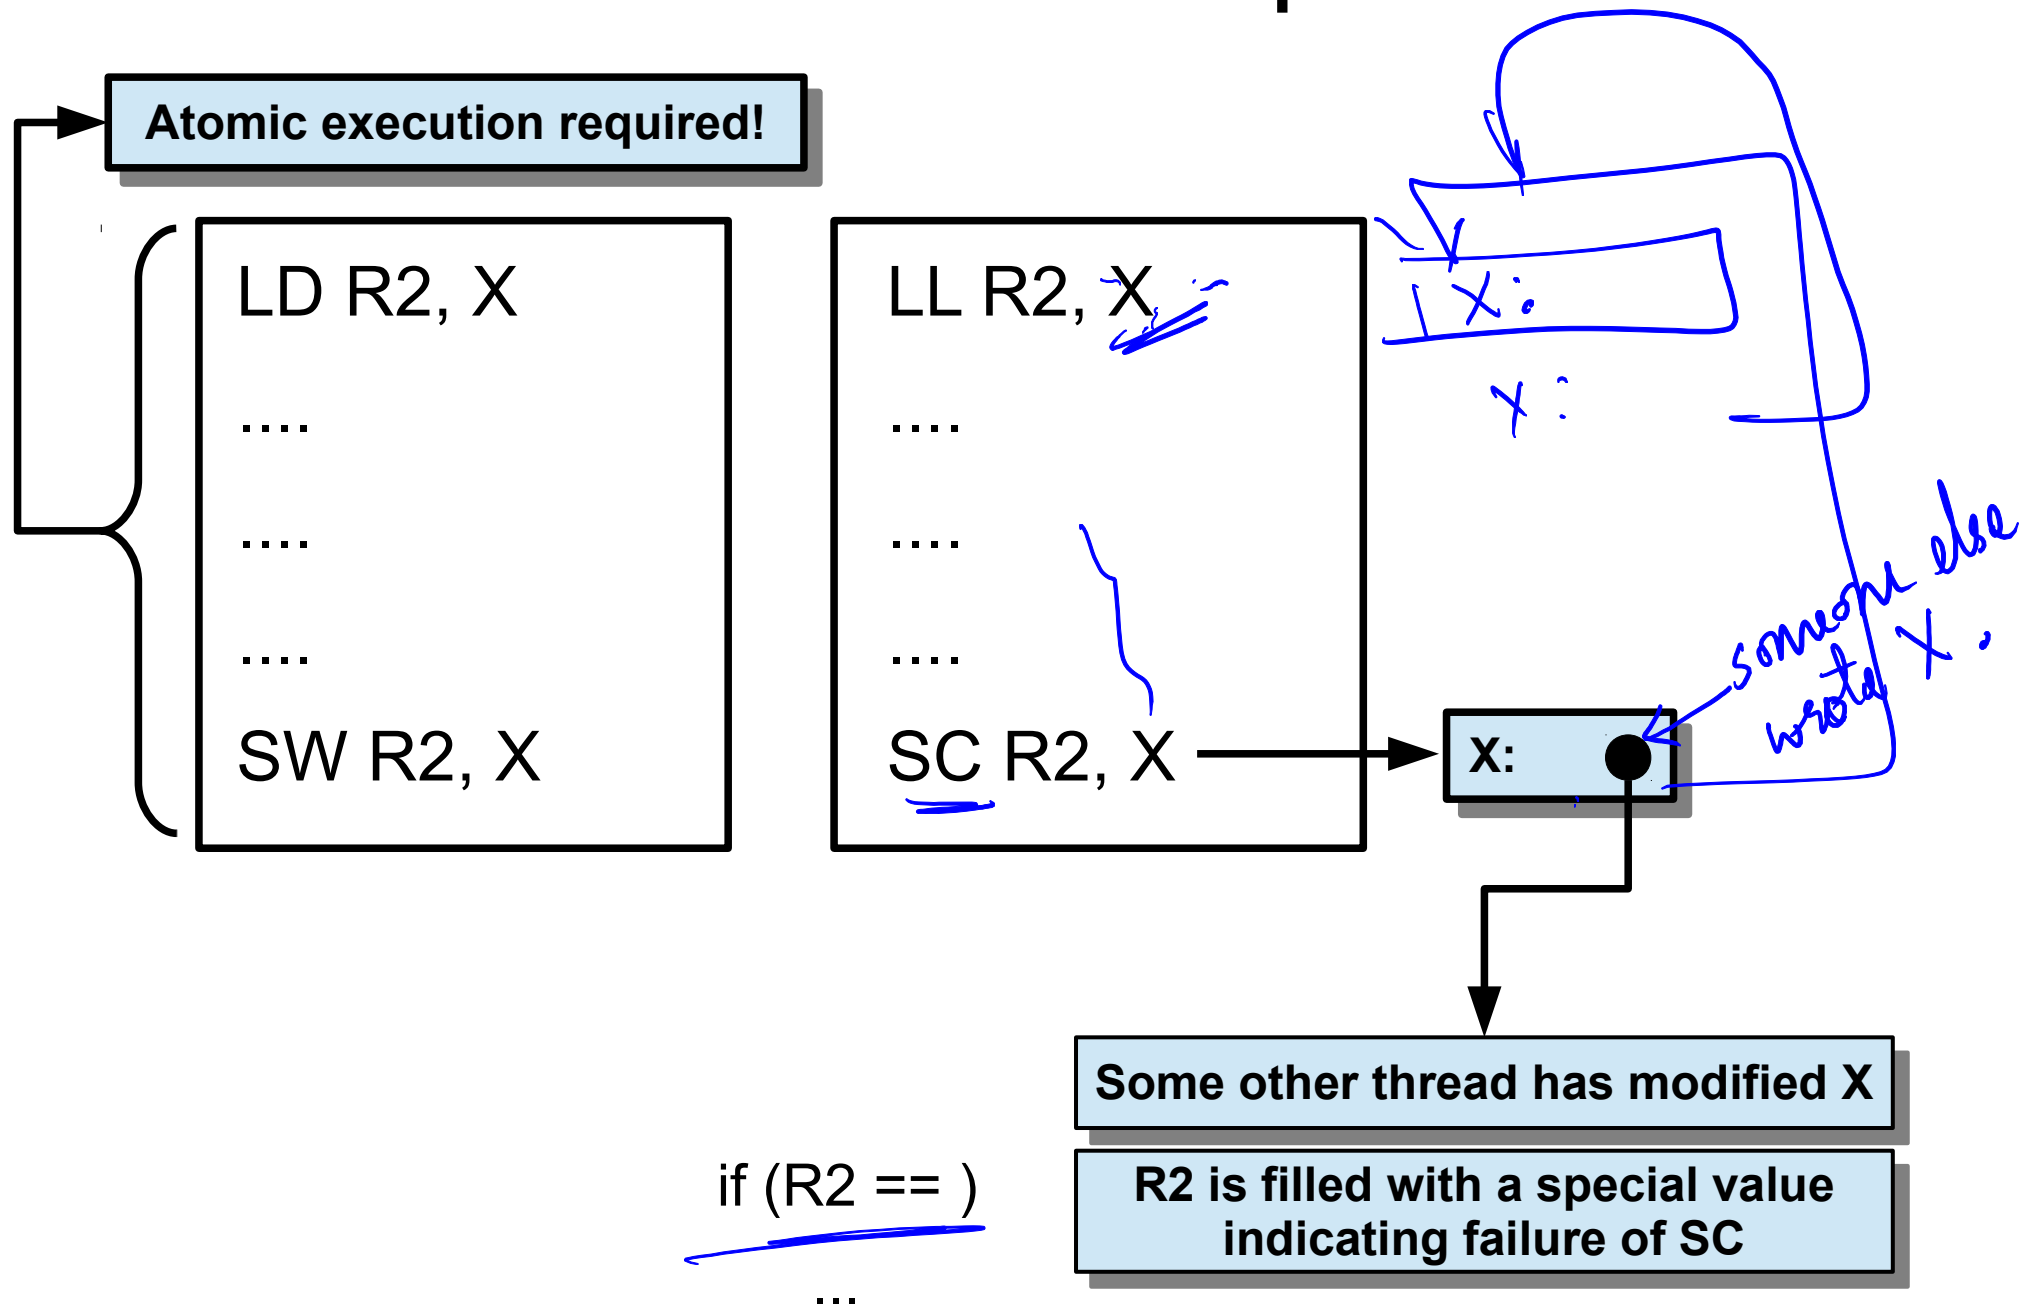 Atomic execution required!
LD R2, X
....
....
....
SW R2, X
LL R2, X
....
....
....
SC R2, X
X:
X:
someone else
wrote X.
X:
Some other thread has modified X
R2 is filled with a special value
indicating failure of SC
if (R2 == )
...